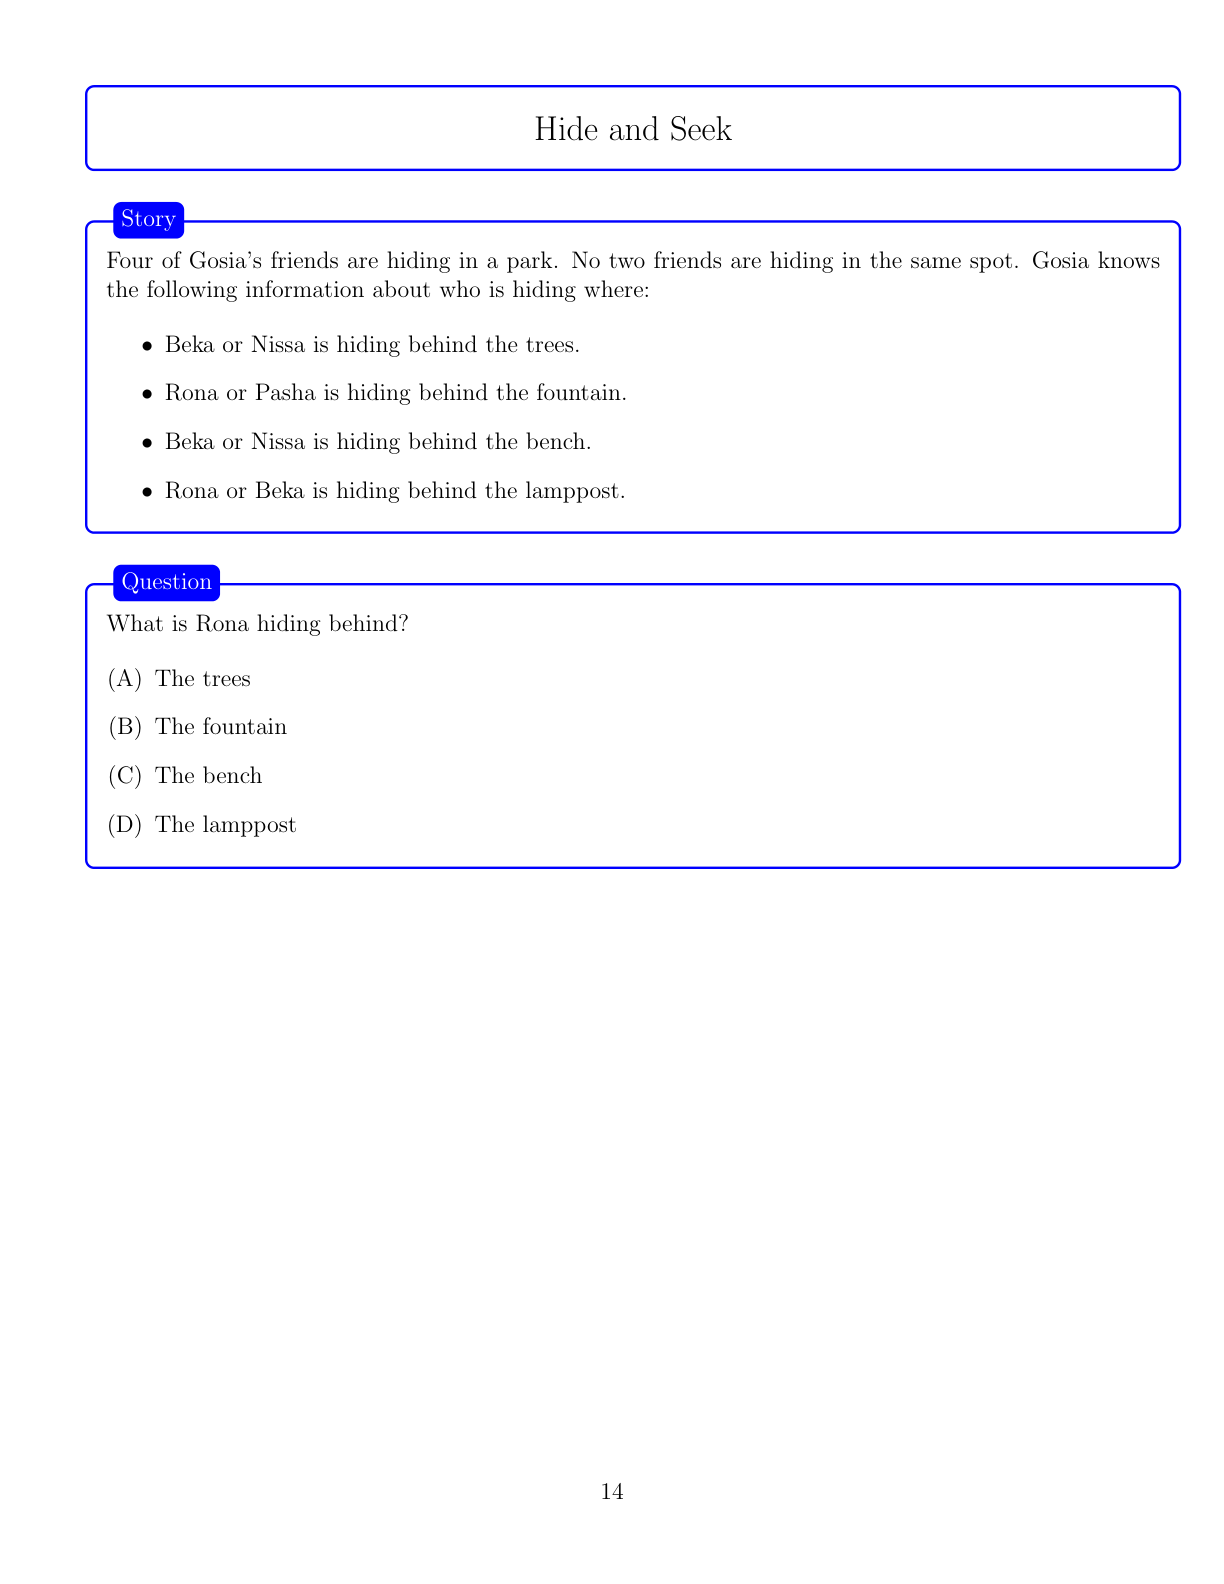 Hide and Seek
Story
Four of Gosia's friends are hiding in a park. No two friends are hiding in the same spot. Gosia knows
the following information about who is hiding where:
• Beka or Nissa is hiding behind the trees.
• Rona or Pasha is hiding behind the fountain.
• Beka or Nissa is hiding behind the bench.
• Rona or Beka is hiding behind the lamppost.
Question
What is Rona hiding behind?
(A) The trees
(B) The fountain
(C) The bench
(D) The lamppost
14